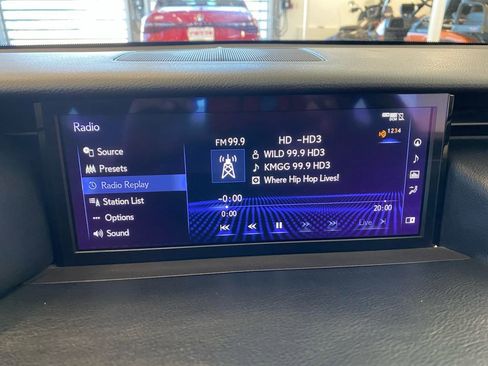 Radio
Source
Presets
Radio Replay
Station List
Options
Sound
FM 99.9
HD -HD3
WILD 99.9 HD3
KMGG 99.9 HD3
Where Hip Hop Lives!
-0:00
0:00
20:00
Live
1234